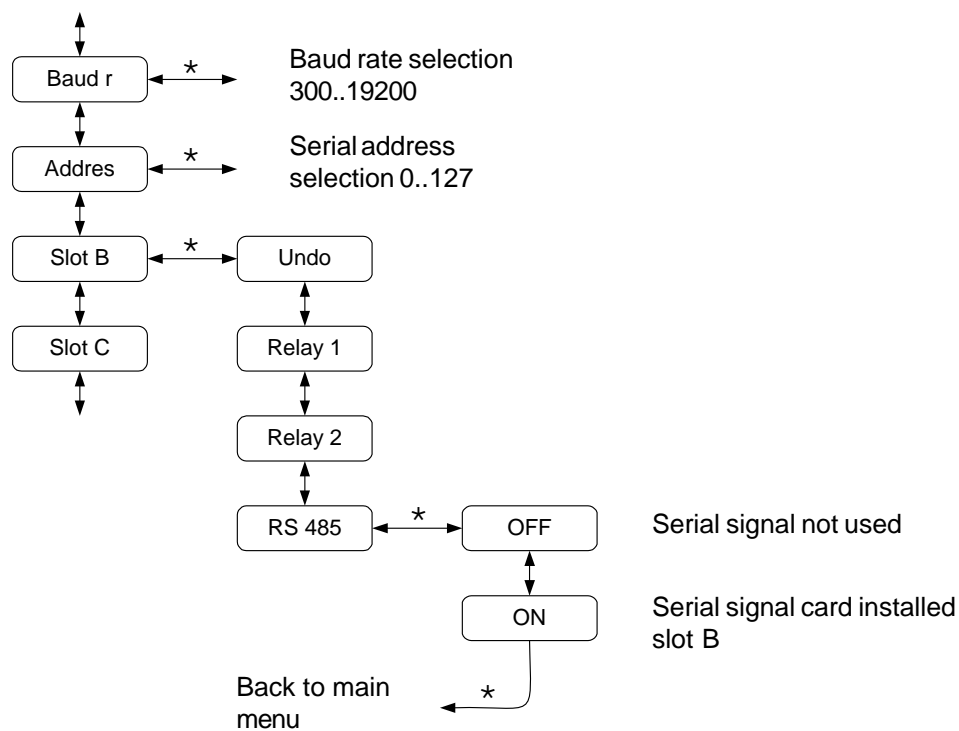 Baud r
*
Baud rate selection
300..19200
Addres
*
Serial address
selection 0..127
Slot B
*
Undo
Slot C
Relay 1
Relay 2
RS 485
*
OFF
Serial signal not used
ON
Serial signal card installed
slot B
Back to main
menu
*